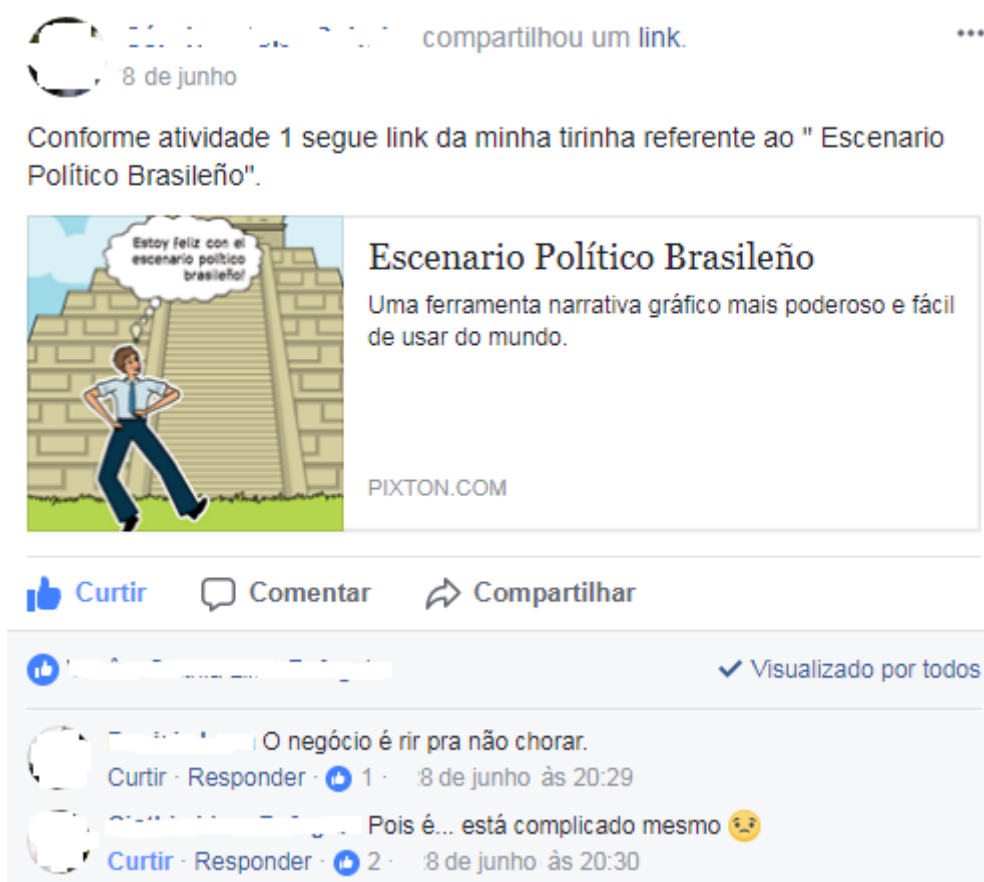 compartilhou um link.
8 de junho
Conforme atividade 1 segue link da minha tirinha referente ao " Escenario
Político Brasileño".
Estoy feliz con el
escenario político
brasileño!
Escenario Político Brasileño
Uma ferramenta narrativa gráfico mais poderoso e fácil
de usar do mundo.
PIXTON.COM
Curtir Comentar Compartilhar
Visualizado por todos
O negócio é rir pra não chorar.
Curtir · Responder · 1 · 8 de junho às 20:29
Pois é... está complicado mesmo 😟
Curtir · Responder · 2 · 8 de junho às 20:30